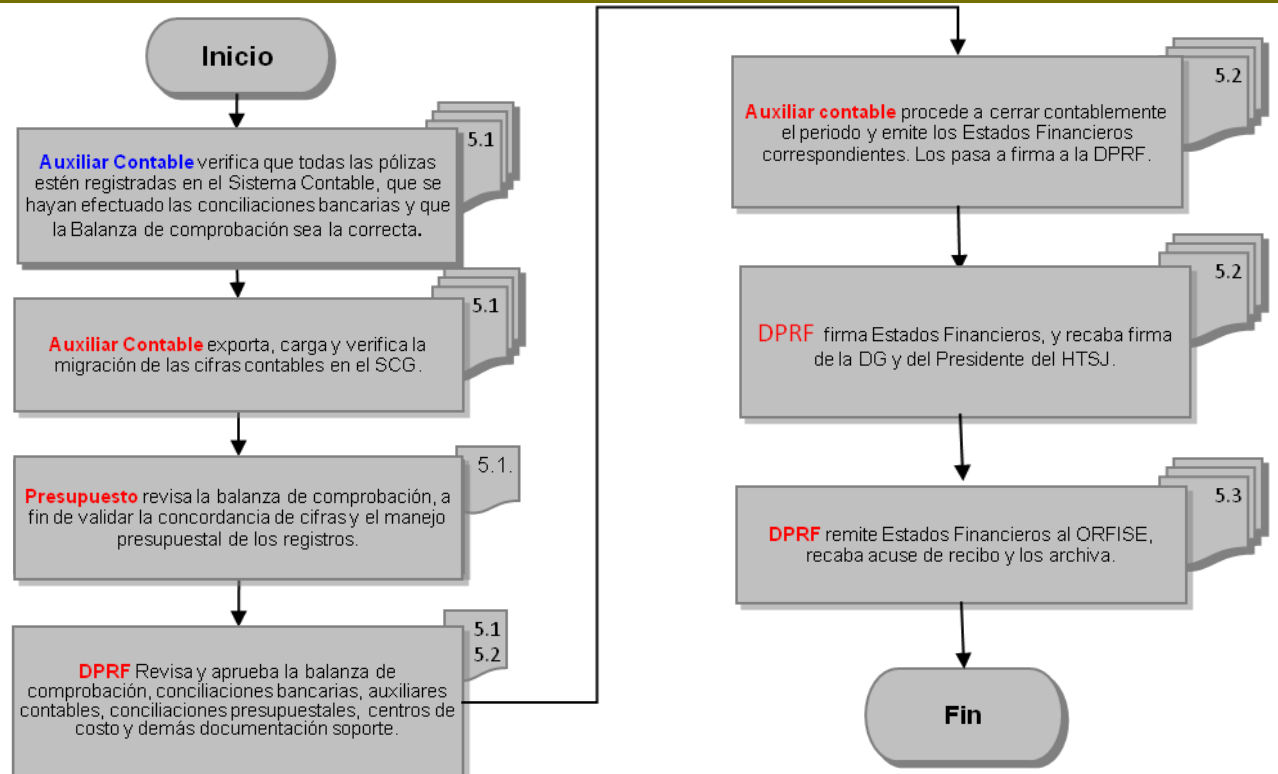 Inicio
5.1
Auxiliar Contable verifica que todas las pólizas
estén registradas en el Sistema Contable, que se
hayan efectuado las conciliaciones bancarias y que
la Balanza de comprobación sea la correcta.
5.1
Auxiliar Contable exporta, carga y verifica la
migración de las cifras contables en el SCG.
5.1.
Presupuesto revisa la balanza de comprobación, a
fin de validar la concordancia de cifras y el manejo
presupuestal de los registros.
5.1
5.2
DPRF Revisa y aprueba la balanza de
comprobación, conciliaciones bancarias, auxiliares
contables, conciliaciones presupuestales, centros de
costo y demás documentación soporte.
5.2
Auxiliar contable procede a cerrar contablemente
el periodo y emite los Estados Financieros
correspondientes. Los pasa a firma a la DPRF.
5.2
DPRF firma Estados Financieros, y recaba firma
de la DG y del Presidente del HTSJ.
5.3
DPRF remite Estados Financieros al ORFISE,
recaba acuse de recibo y los archiva.
Fin